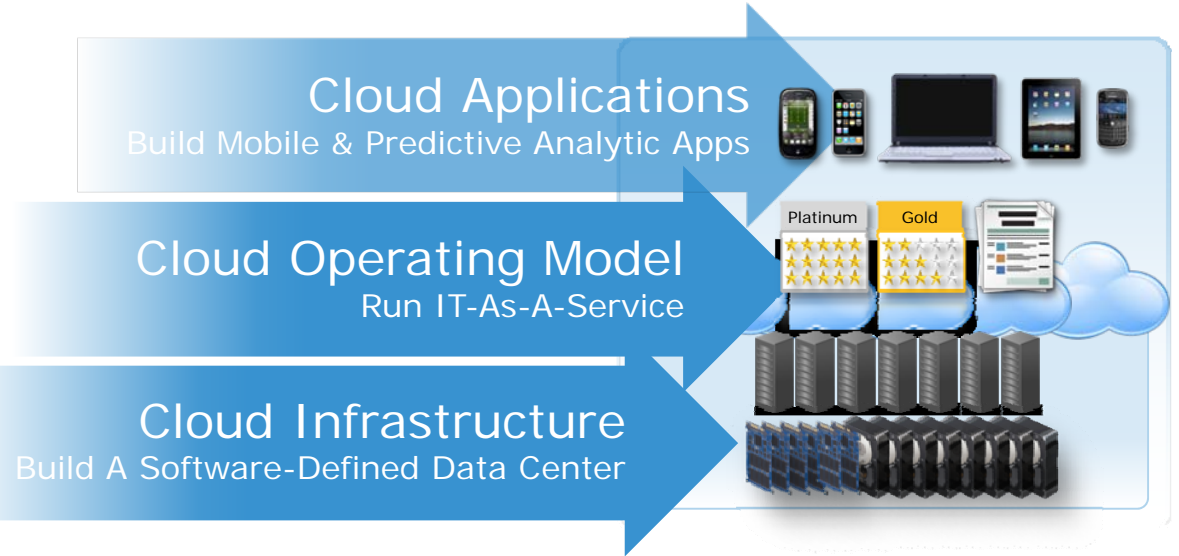 Cloud Applications
Build Mobile & Predictive Analytic Apps
Platinum
Gold
Cloud Operating Model
Run IT-As-A-Service
Cloud Infrastructure
Build A Software-Defined Data Center